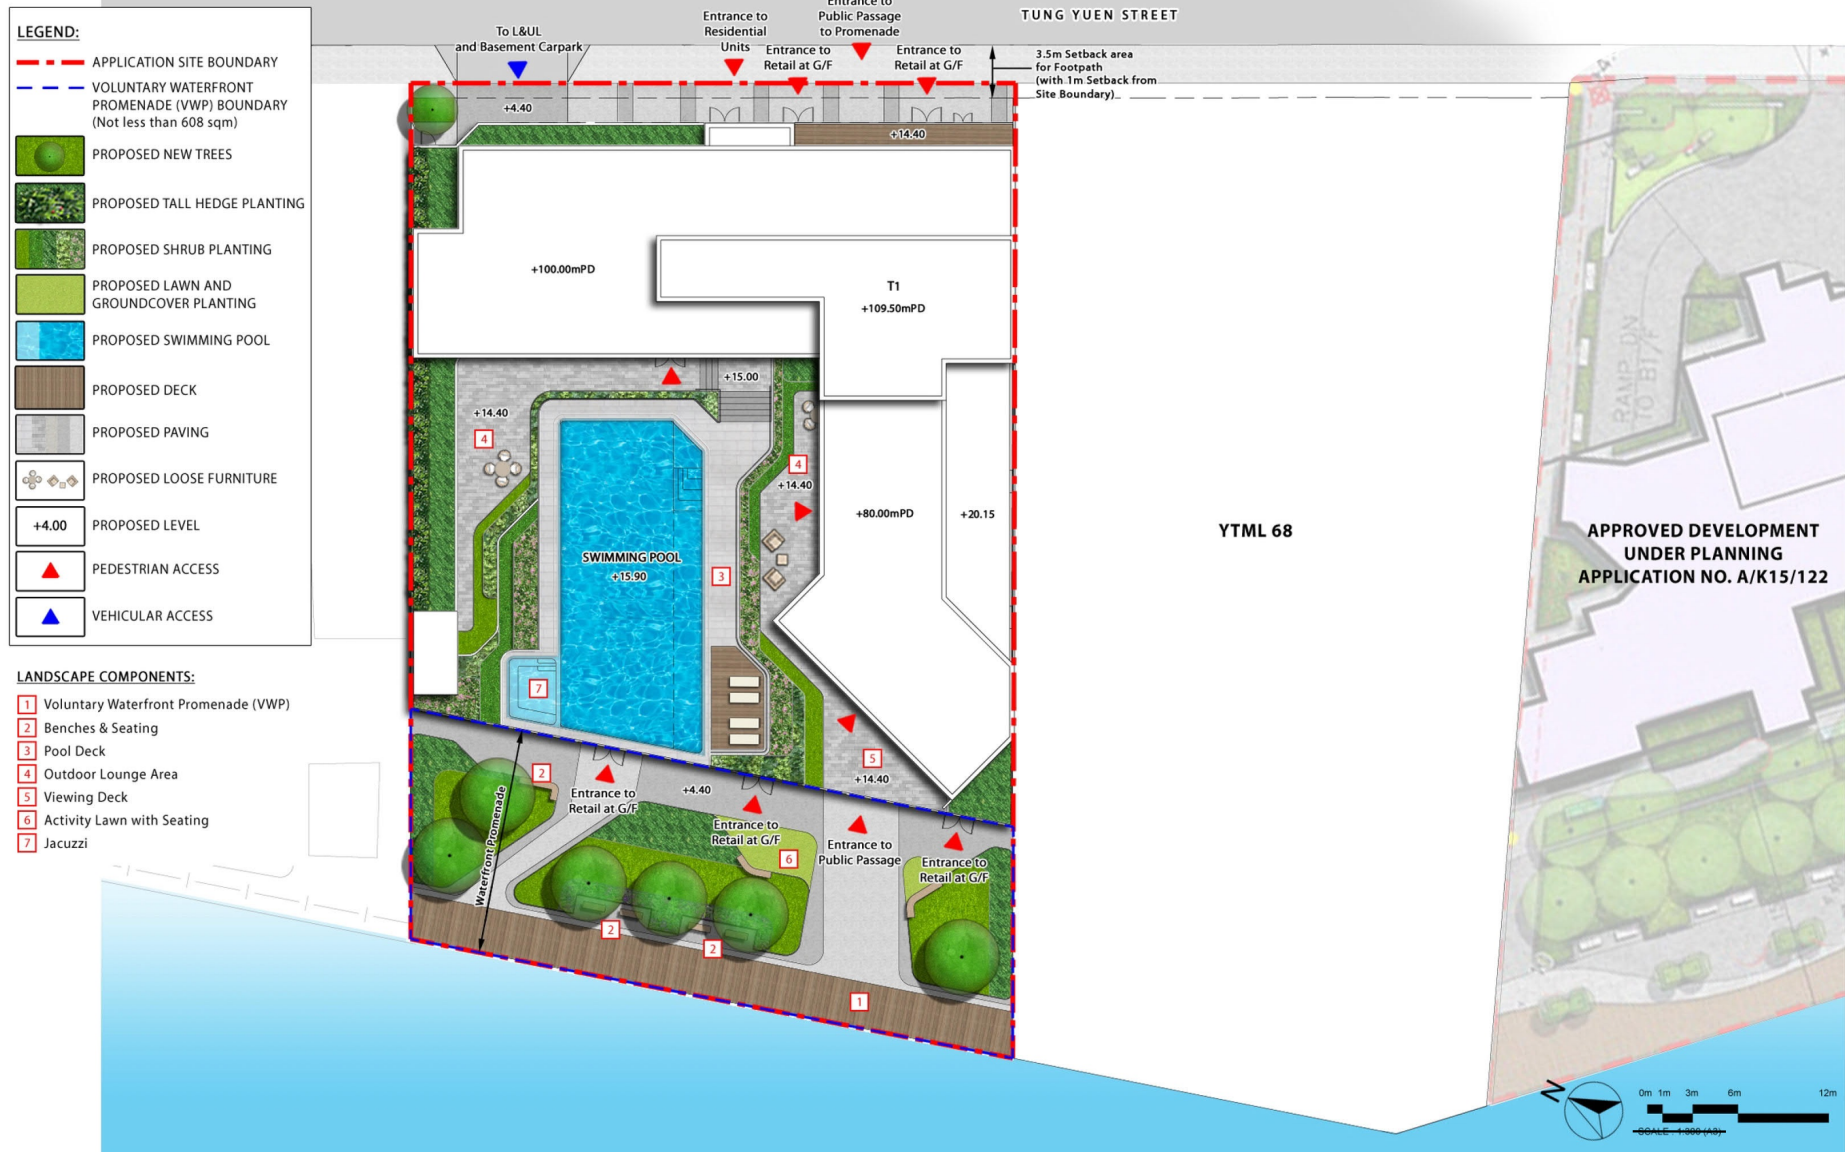 LEGEND:
APPLICATION SITE BOUNDARY
VOLUNTARY WATERFRONT
PROMENADE (VWP) BOUNDARY
(Not less than 608 sqm)
PROPOSED NEW TREES
PROPOSED TALL HEDGE PLANTING
PROPOSED SHRUB PLANTING
PROPOSED LAWN AND
GROUNDCOVER PLANTING
PROPOSED SWIMMING POOL
PROPOSED DECK
PROPOSED PAVING
PROPOSED LOOSE FURNITURE
+4.00
PROPOSED LEVEL
PEDESTRIAN ACCESS
VEHICULAR ACCESS
LANDSCAPE COMPONENTS:
1 Voluntary Waterfront Promenade (VWP)
2 Benches & Seating
3 Pool Deck
4 Outdoor Lounge Area
5 Viewing Deck
6 Activity Lawn with Seating
7 Jacuzzi
TUNG YUEN STREET
To L&UL
and Basement Carpark
Entrance to
Residential
Units
Entrance to
Retail at G/F
Entrance to
Public Passage
to Promenade
Entrance to
Retail at G/F
3.5m Setback area
for Footpath
(with 1m Setback from
Site Boundary)
+4.40
+14.40
+100.00mPD
T1
+109.50mPD
+15.00
+14.40
4
4
+14.40
+80.00mPD
+20.15
SWIMMING POOL
+15.90
3
7
5
+14.40
2
Entrance to
Retail at G/F
+4.40
Entrance to
Retail at G/F
Entrance to
Public Passage
Entrance to
Retail at G/F
Waterfront Promenade
6
2
2
1
YTML 68
RAMP DN
TO B1/F
APPROVED DEVELOPMENT
UNDER PLANNING
APPLICATION NO. A/K15/122
N
0m 1m 3m 6m 12m
SCALE : 1:300 (A3)